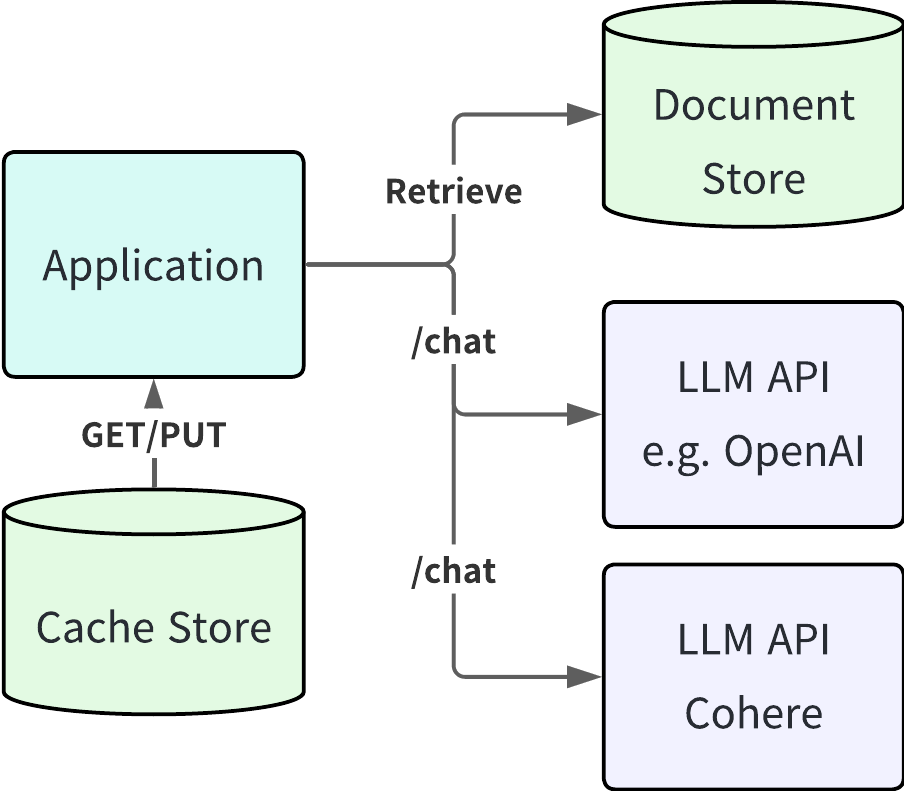 Document
Store
Retrieve
Application
/chat
LLM API
e.g. OpenAI
GET/PUT
Cache Store
/chat
LLM API
Cohere